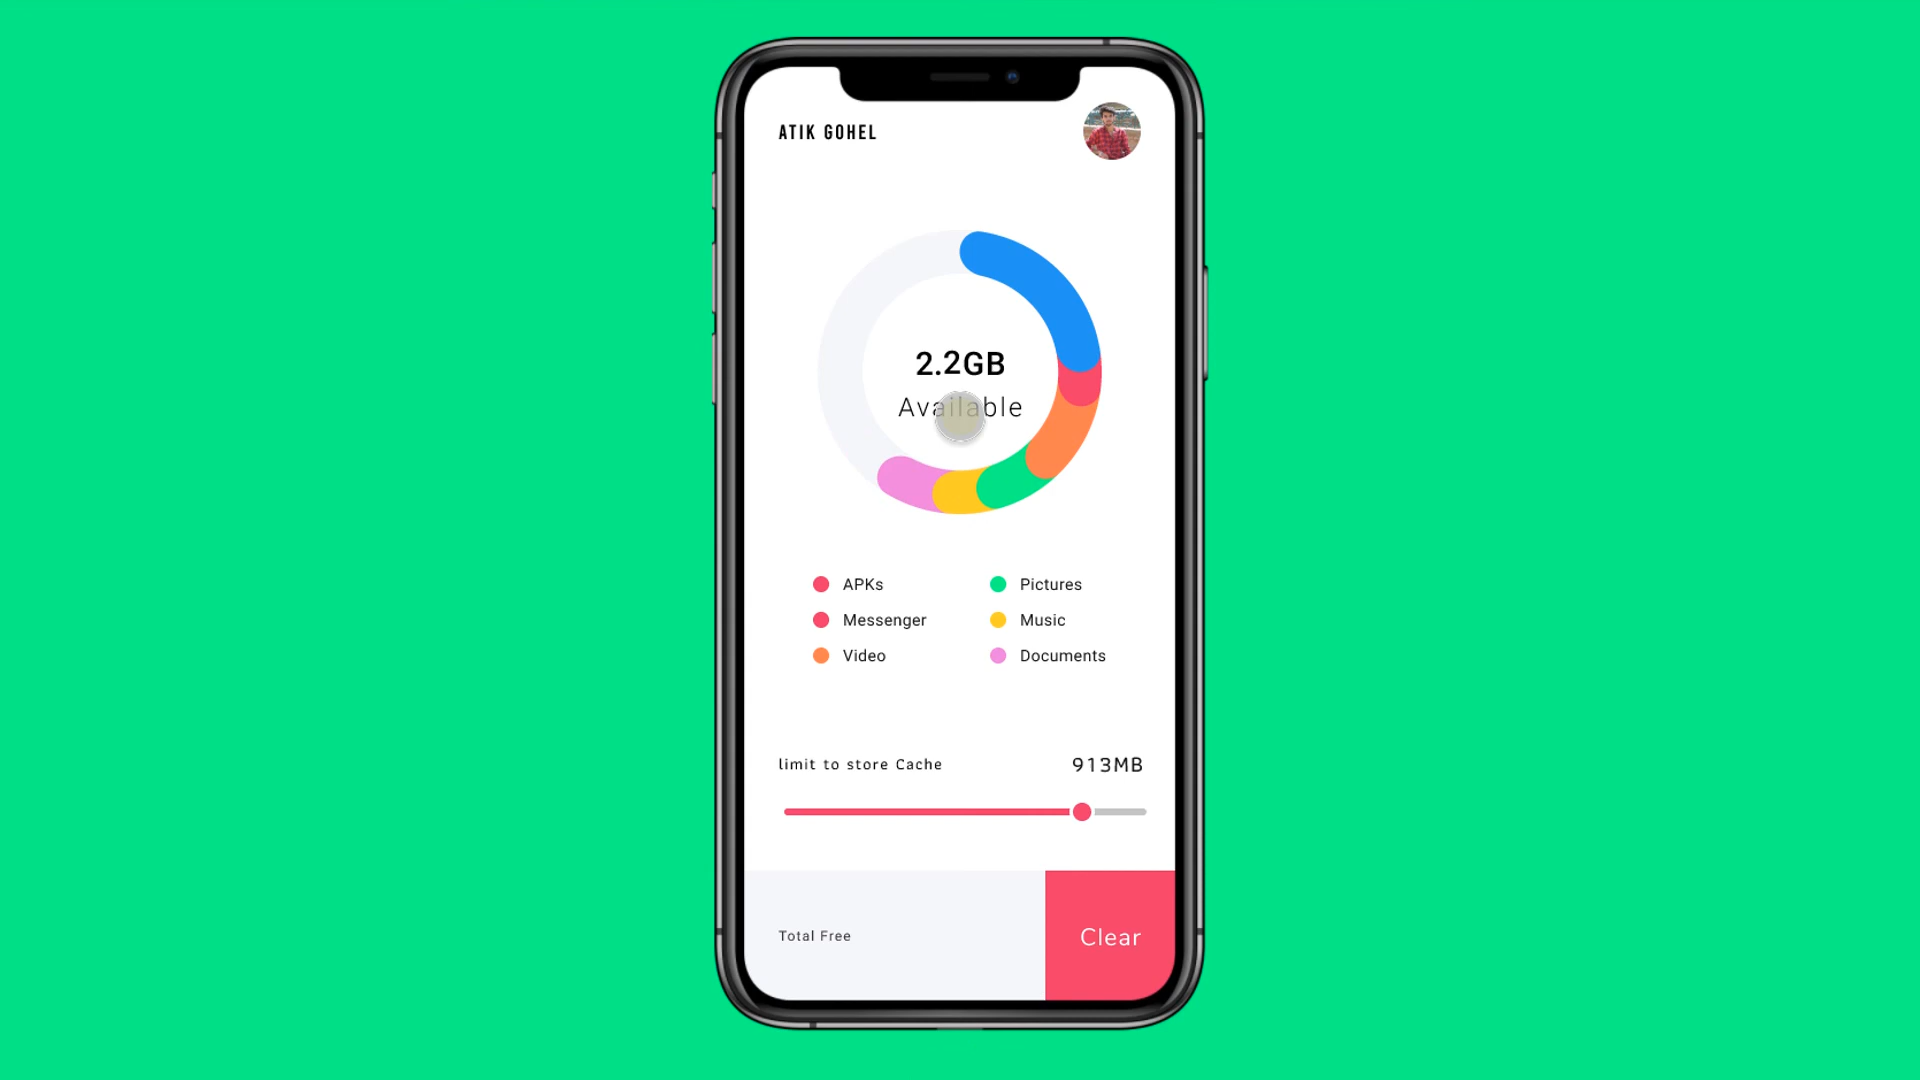 ATIK GOHEL
2.2GB
Available
APKs
Pictures
Messenger
Music
Video
Documents
limit to store Cache
913MB
Total Free
Clear